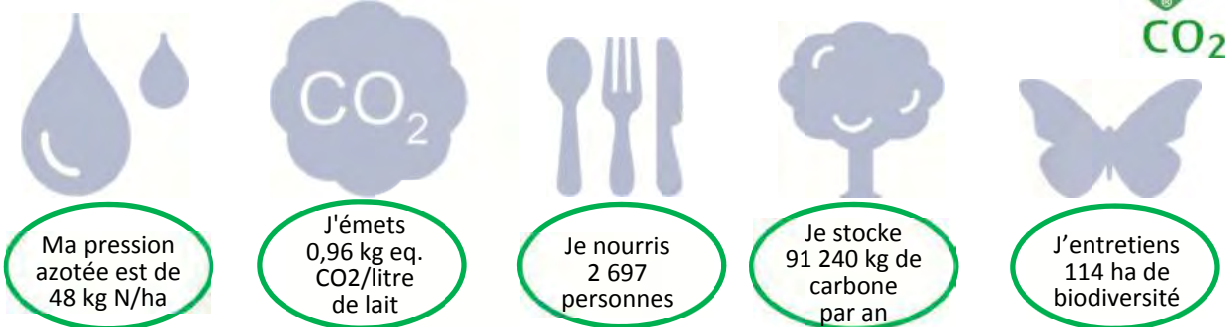 ®
CO2
CO2
Ma pression
azotée est de
48 kg N/ha
J'émets
0,96 kg eq.
CO2/litre
de lait
Je nourris
2 697
personnes
Je stocke
91 240 kg de
carbone
par an
J’entretiens
114 ha de
biodiversité